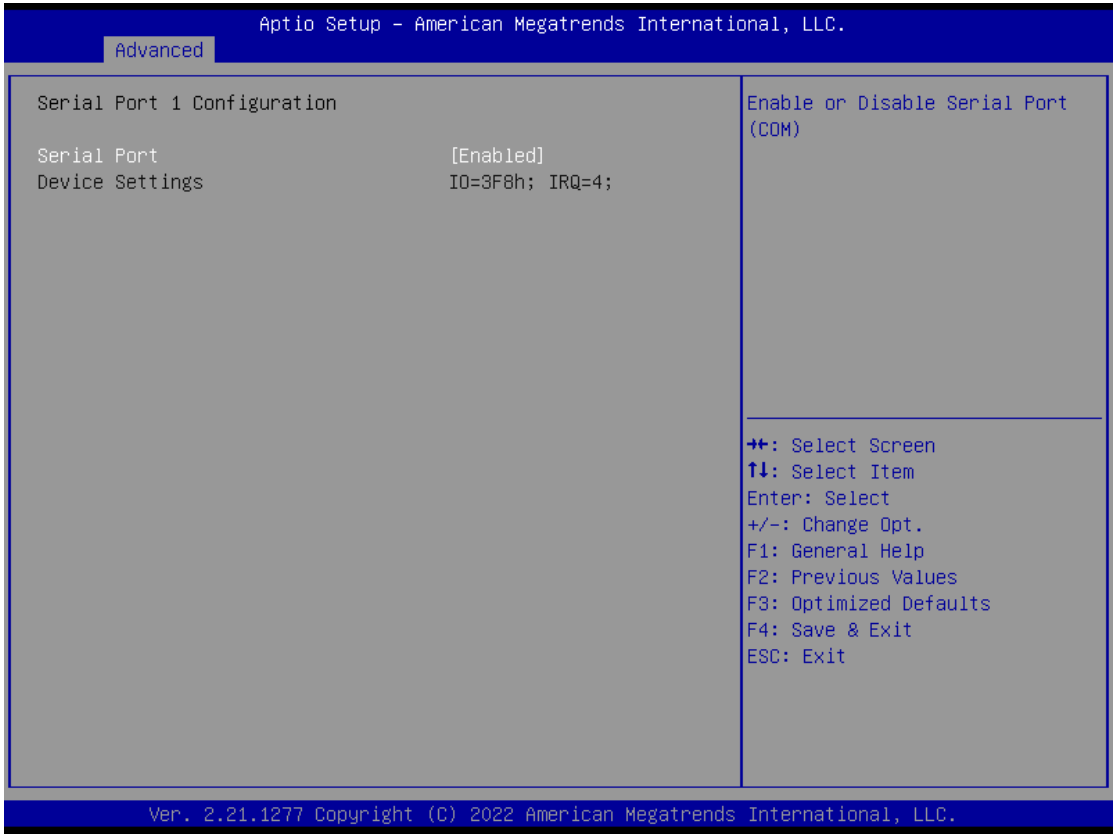 Aptio Setup – American Megatrends International, LLC.
Advanced
Serial Port 1 Configuration
Serial Port [Enabled]
Device Settings IO=3F8h; IRQ=4;
Enable or Disable Serial Port
(COM)
→←: Select Screen
↑↓: Select Item
Enter: Select
+/-: Change Opt.
F1: General Help
F2: Previous Values
F3: Optimized Defaults
F4: Save & Exit
ESC: Exit
Ver. 2.21.1277 Copyright (C) 2022 American Megatrends International, LLC.